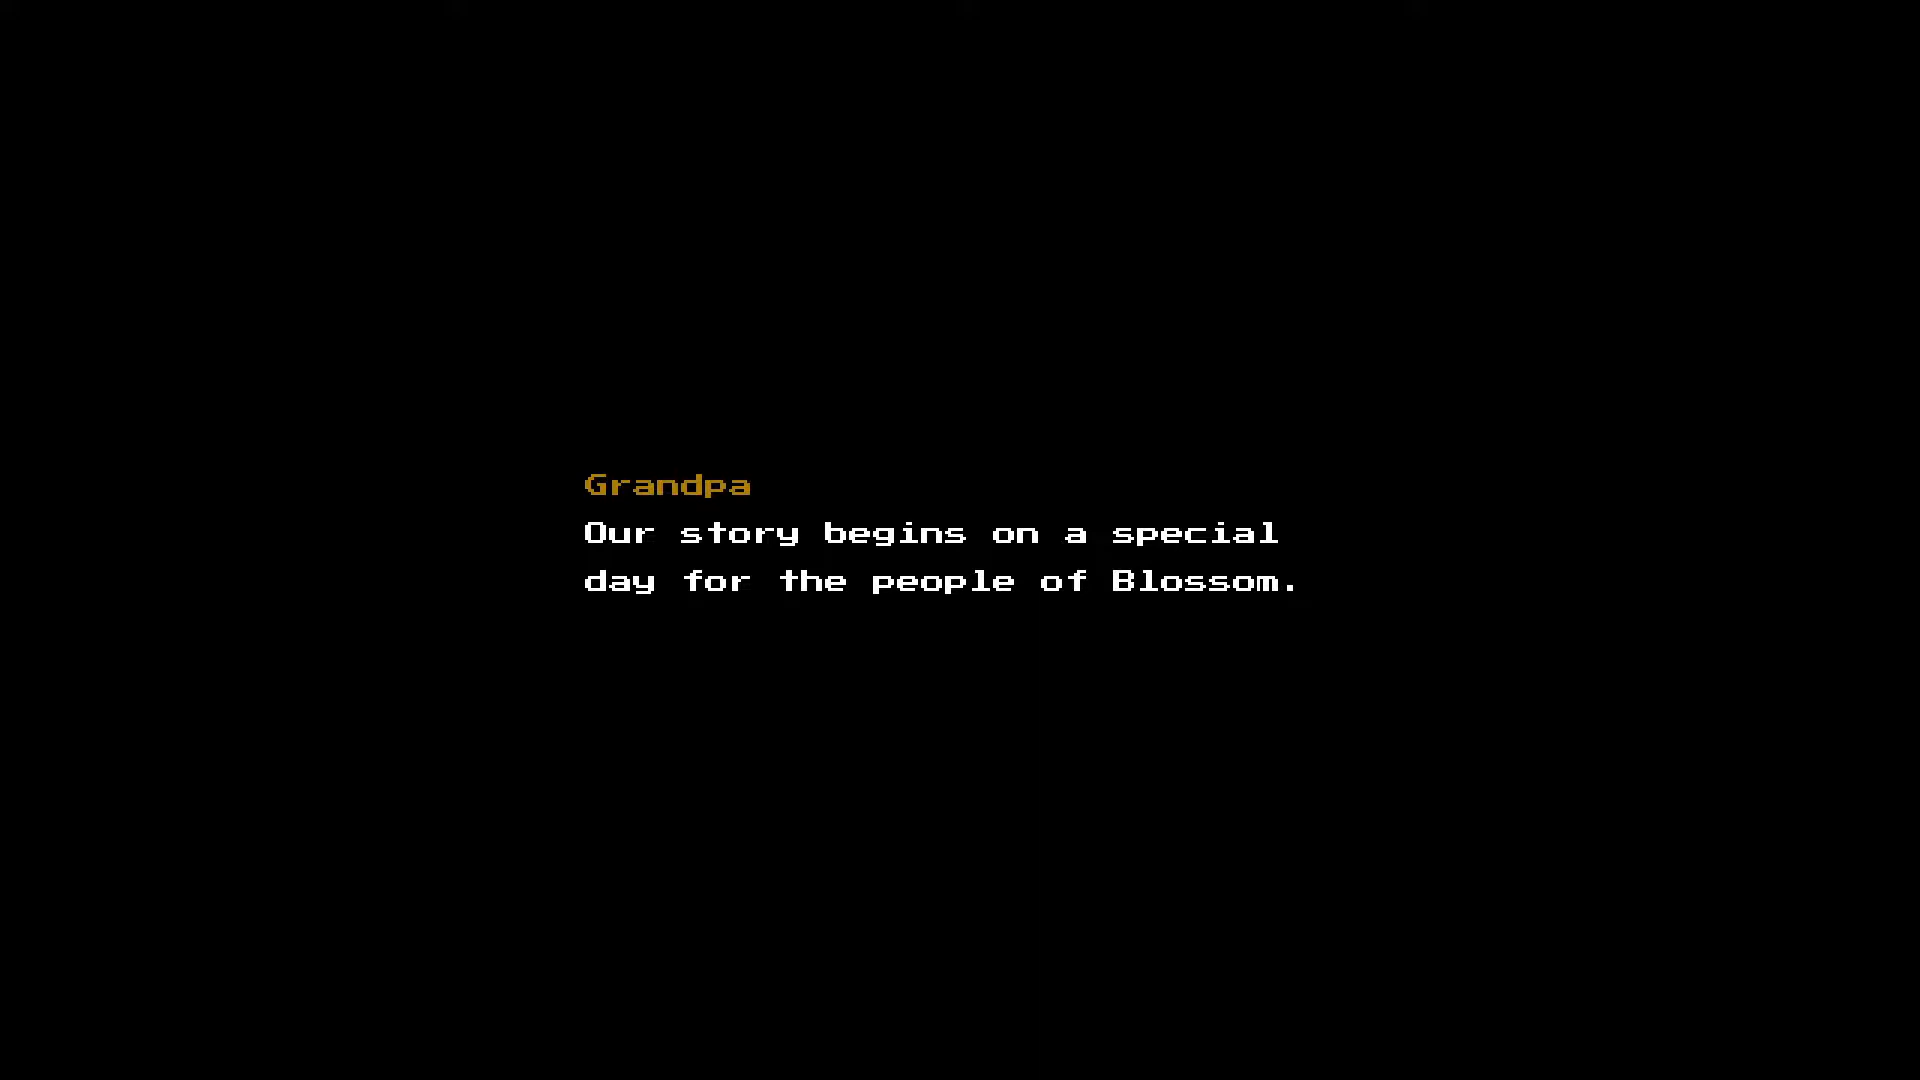 Grandpa
Our story begins on a special
day for the people of Blossom.